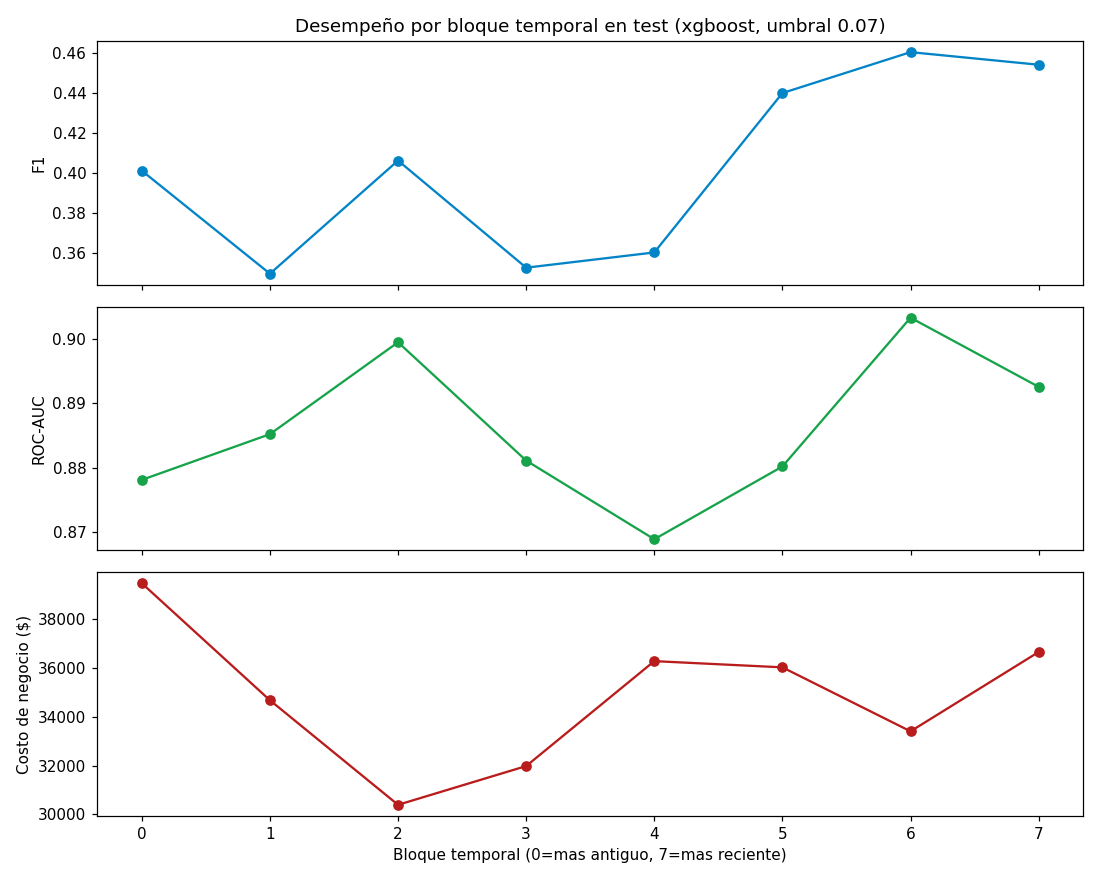 Desempeño por bloque temporal en test (xgboost, umbral 0.07)
0.46
0.44
0.42
0.40
0.38
0.36
F1
0.90
0.89
0.88
0.87
ROC-AUC
38000
36000
34000
32000
30000
Costo de negocio ($)
0 1 2 3 4 5 6 7
Bloque temporal (0=mas antiguo, 7=mas reciente)